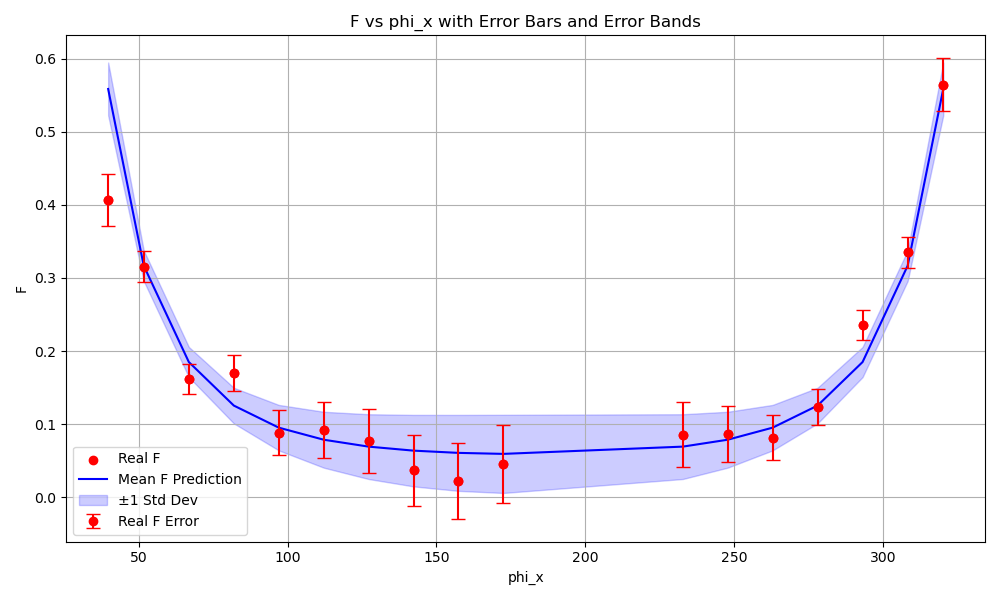 F vs phi_x with Error Bars and Error Bands
0.6
0.5
0.4
0.3
0.2
0.1
0.0
F
Real F
Mean F Prediction
±1 Std Dev
Real F Error
50
100
150
200
250
300
phi_x